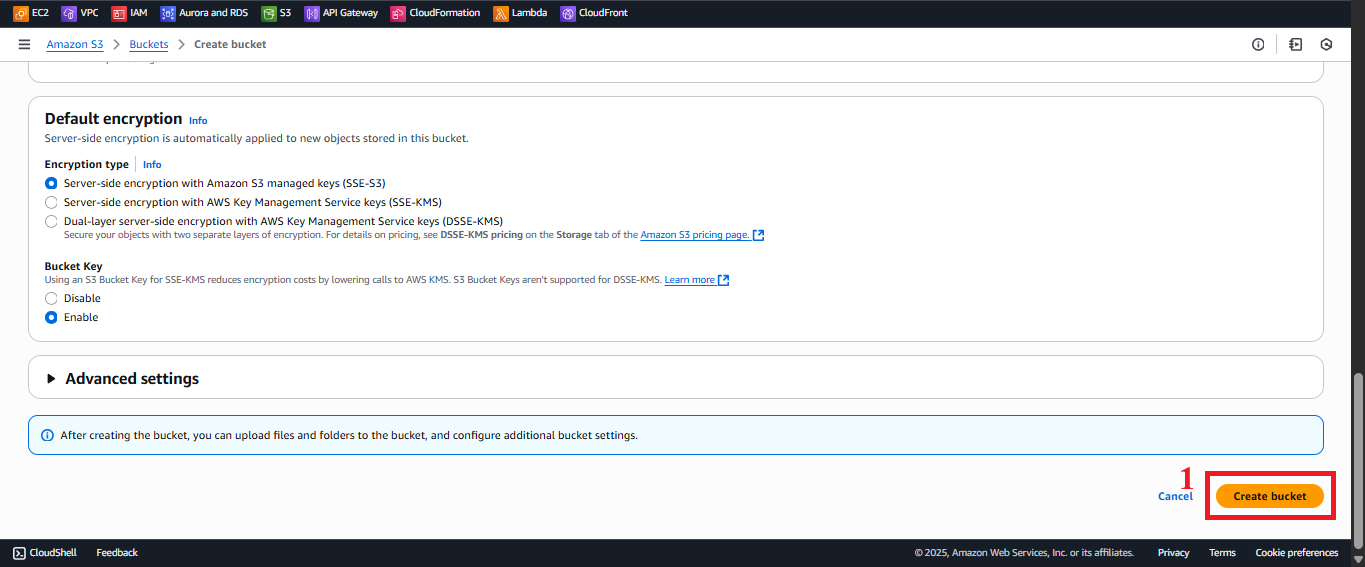 EC2 VPC IAM Aurora and RDS S3 API Gateway CloudFormation Lambda CloudFront
Amazon S3 > Buckets > Create bucket
Default encryption Info
Server-side encryption is automatically applied to new objects stored in this bucket.
Encryption type Info
Server-side encryption with Amazon S3 managed keys (SSE-S3)
Server-side encryption with AWS Key Management Service keys (SSE-KMS)
Dual-layer server-side encryption with AWS Key Management Service keys (DSSE-KMS)
Secure your objects with two separate layers of encryption. For details on pricing, see DSSE-KMS pricing on the Storage tab of the Amazon S3 pricing page.
Bucket Key
Using an S3 Bucket Key for SSE-KMS reduces encryption costs by lowering calls to AWS KMS. S3 Bucket Keys aren't supported for DSSE-KMS. Learn more
Disable
Enable
Advanced settings
After creating the bucket, you can upload files and folders to the bucket, and configure additional bucket settings.
1
Cancel Create bucket
CloudShell Feedback © 2025, Amazon Web Services, Inc. or its affiliates. Privacy Terms Cookie preferences